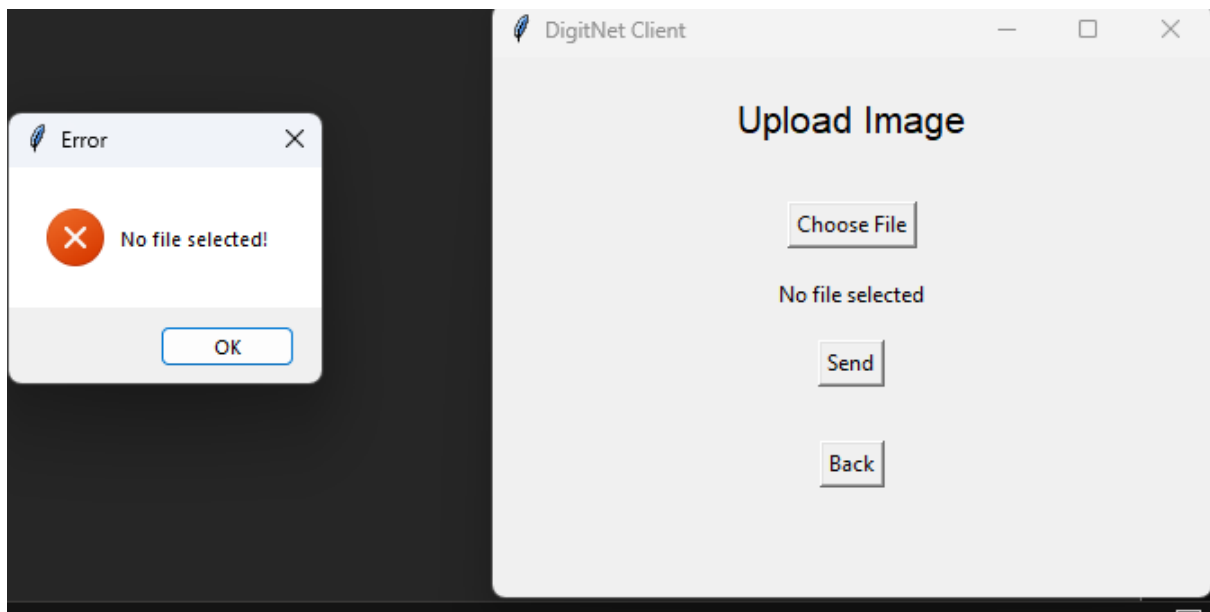 Error
No file selected!
OK
DigitNet Client
Upload Image
Choose File
No file selected
Send
Back